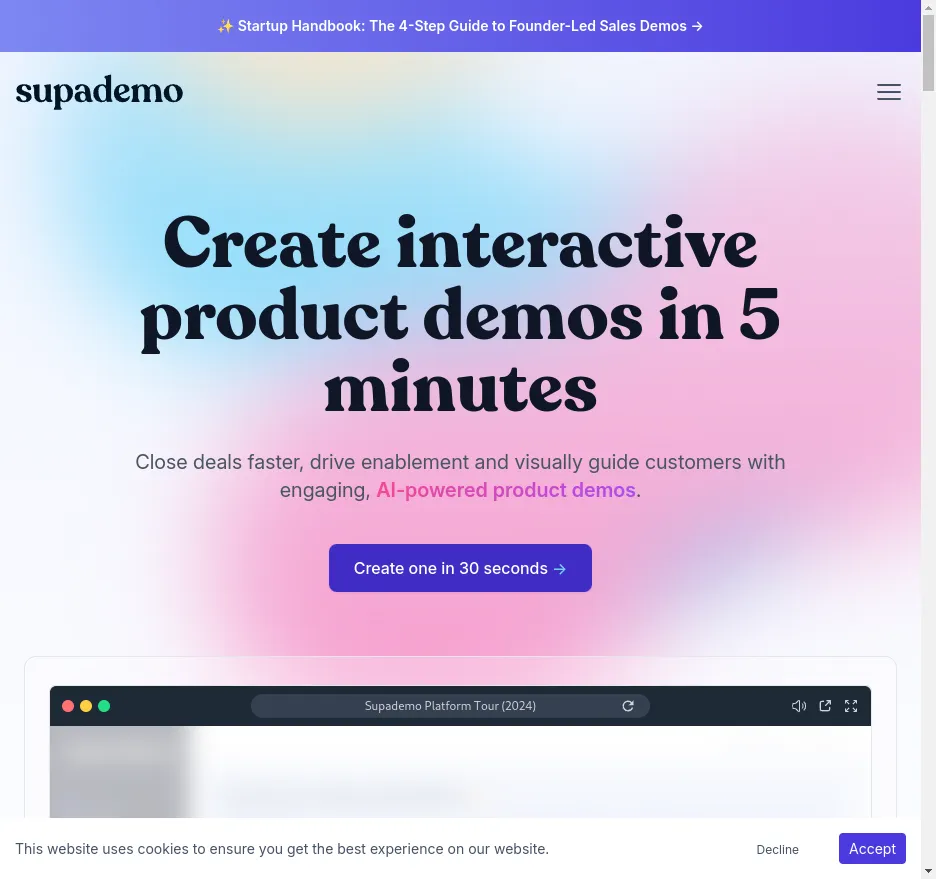 ✨ Startup Handbook: The 4-Step Guide to Founder-Led Sales Demos →
supademo
Create interactive
product demos in 5
minutes
Close deals faster, drive enablement and visually guide customers with
engaging, AI-powered product demos.
Create one in 30 seconds →
Supademo Platform Tour (2024)
This website uses cookies to ensure you get the best experience on our website.
Decline
Accept